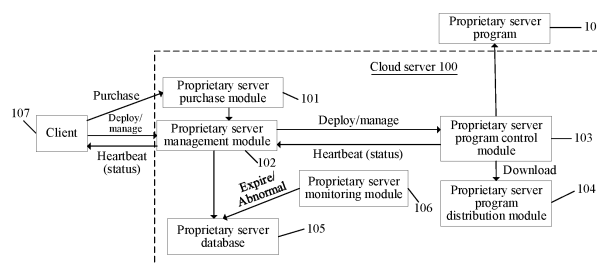 Proprietary server
program
10
Cloud server 100
Proprietary server
purchase module
101
Purchase
107
Client
Deploy/
manage
Heartbeat
(status)
Proprietary server
management module
102
Deploy/manage
Heartbeat (status)
Proprietary server
program control
module
103
Download
Expire/
Abnormal
Proprietary server
monitoring module
106
Proprietary server
program
distribution module
104
Proprietary server
database
105